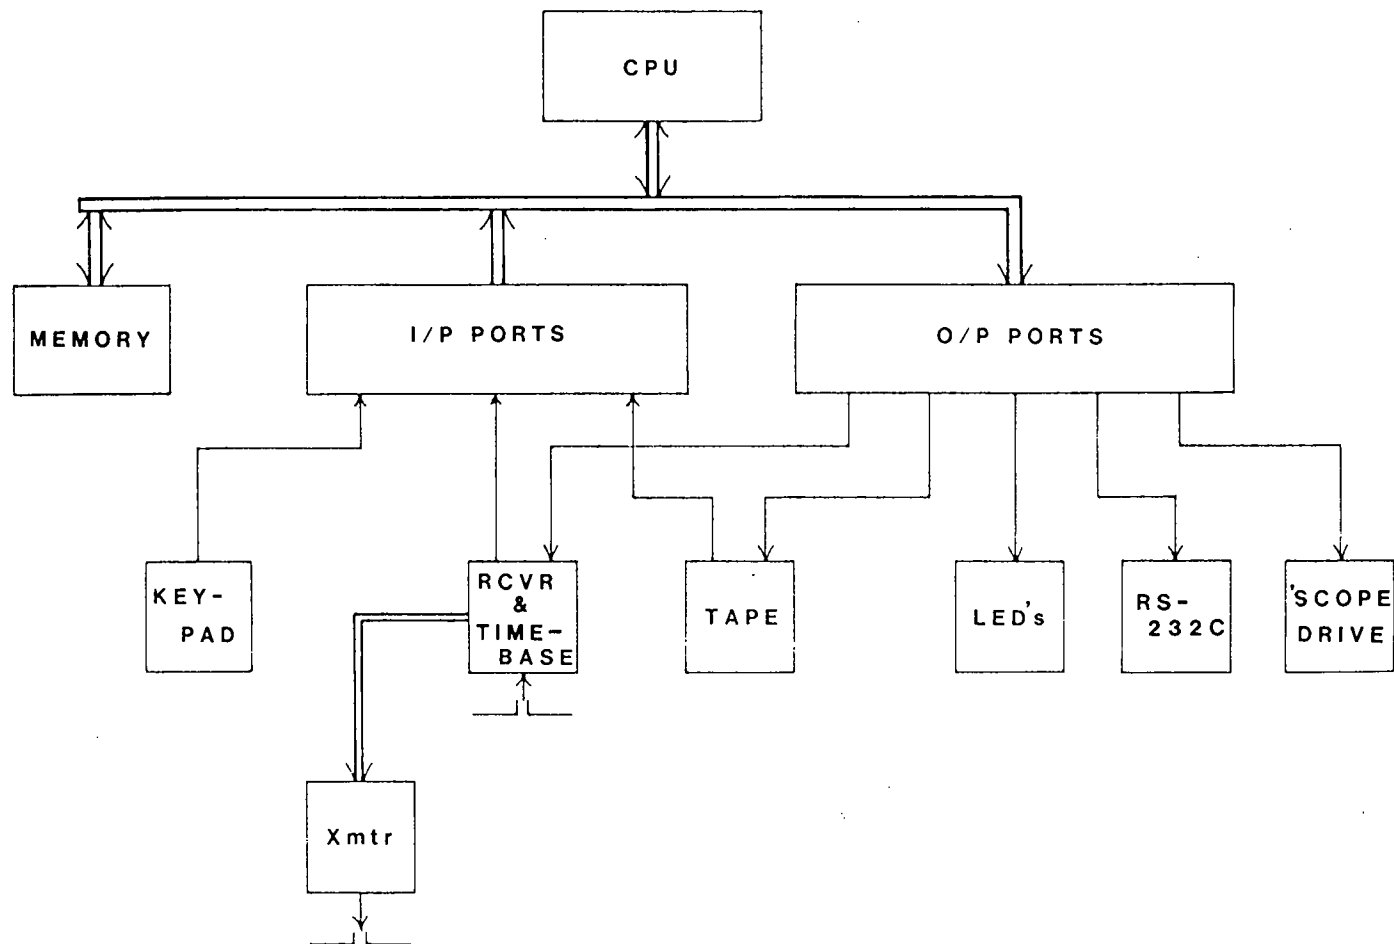 CPU
MEMORY
I/P PORTS
O/P PORTS
KEY-
PAD
RCVR
&
TIME-
BASE
TAPE
LED's
RS-
232C
'SCOPE
DRIVE
Xmtr